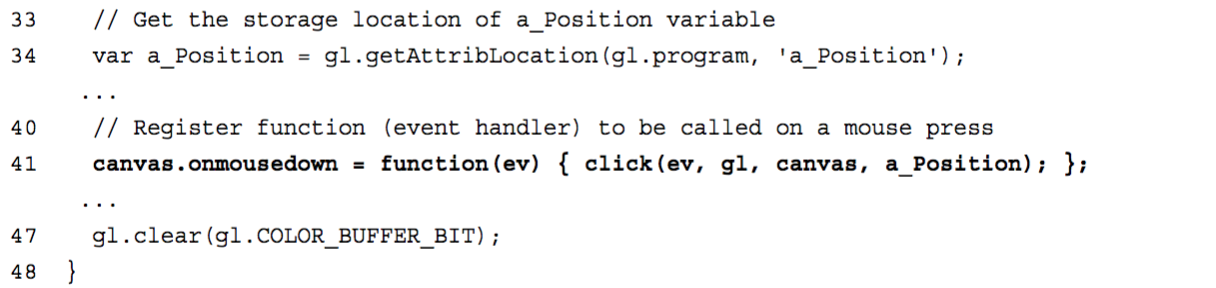 33 // Get the storage location of a_Position variable
34 var a_Position = gl.getAttribLocation(gl.program, 'a_Position');
...
40 // Register function (event handler) to be called on a mouse press
41 canvas.onmousedown = function(ev) { click(ev, gl, canvas, a_Position); };
...
47 gl.clear(gl.COLOR_BUFFER_BIT);
48 }